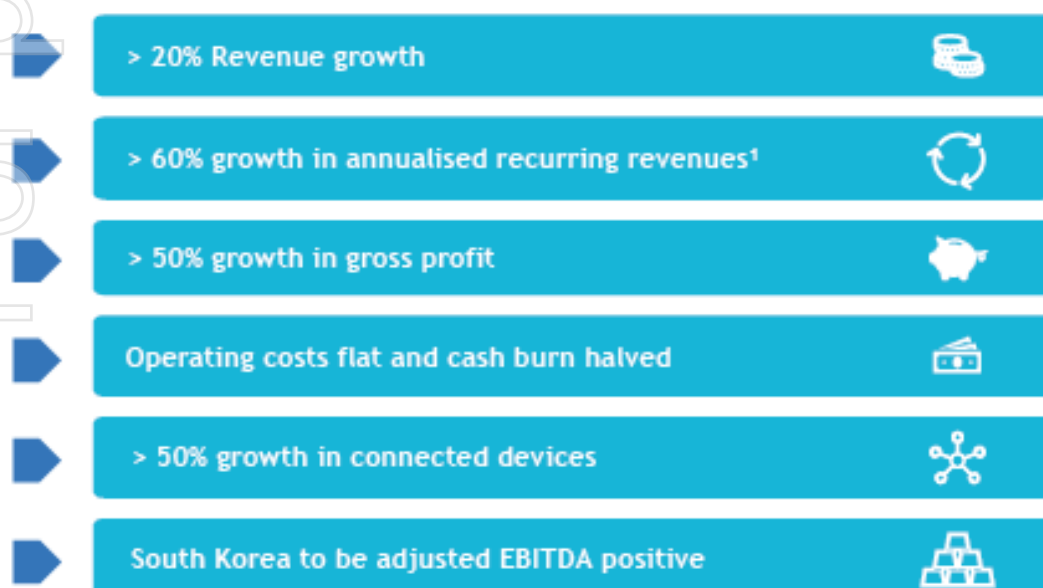 > 20% Revenue growth
> 60% growth in annualised recurring revenues¹
> 50% growth in gross profit
Operating costs flat and cash burn halved
> 50% growth in connected devices
South Korea to be adjusted EBITDA positive